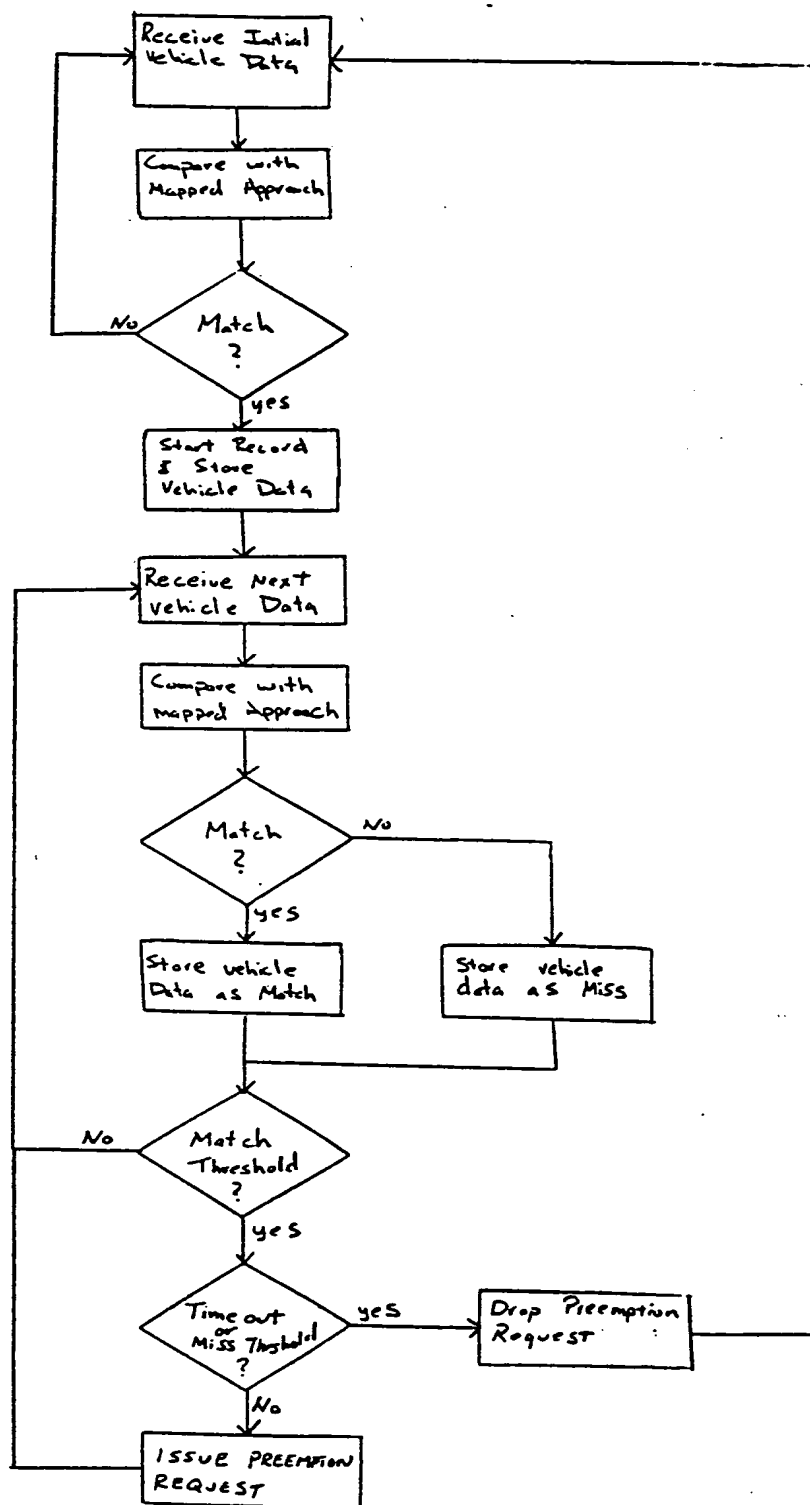 Receive Initial
Vehicle Data
Compare with
Mapped Approach
No
Match
?
yes
Start Record
& Store
Vehicle Data
Receive Next
vehicle Data
Compare with
mapped Approach
Match
?
No
yes
Store vehicle
Data as Match
Store vehicle
data as Miss
No
Match
Threshold
?
yes
Time out
or
Miss Threshold
?
yes
Drop Preemption
Request
No
ISSUE PREEMPTION
REQUEST